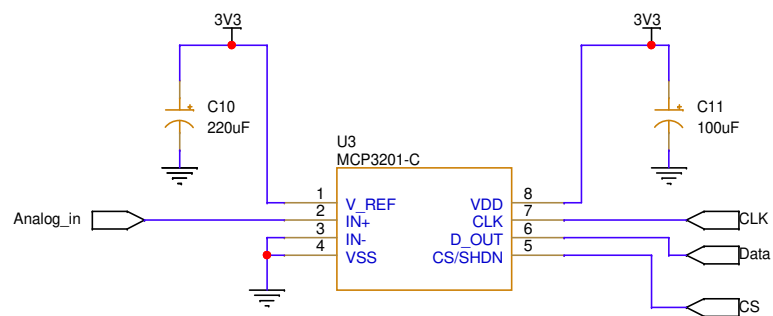 3V3
3V3
C10
220uF
C11
100uF
U3
MCP3201-C
1 V_REF VDD 8
Analog_in 2 IN+ CLK 7 CLK
3 IN- D_OUT 6
4 VSS CS/SHDN 5 Data
CS